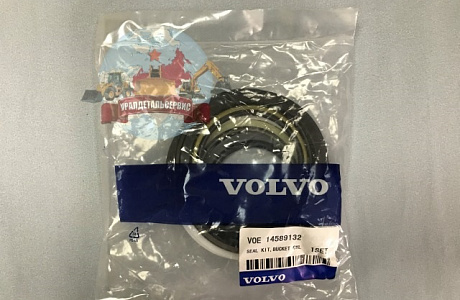 УРАЛДЕТАЛЬСЕРВИС
VOLVO
VOE 14589132
SEAL KIT, BUCKET CYL
1SET
VOLVO